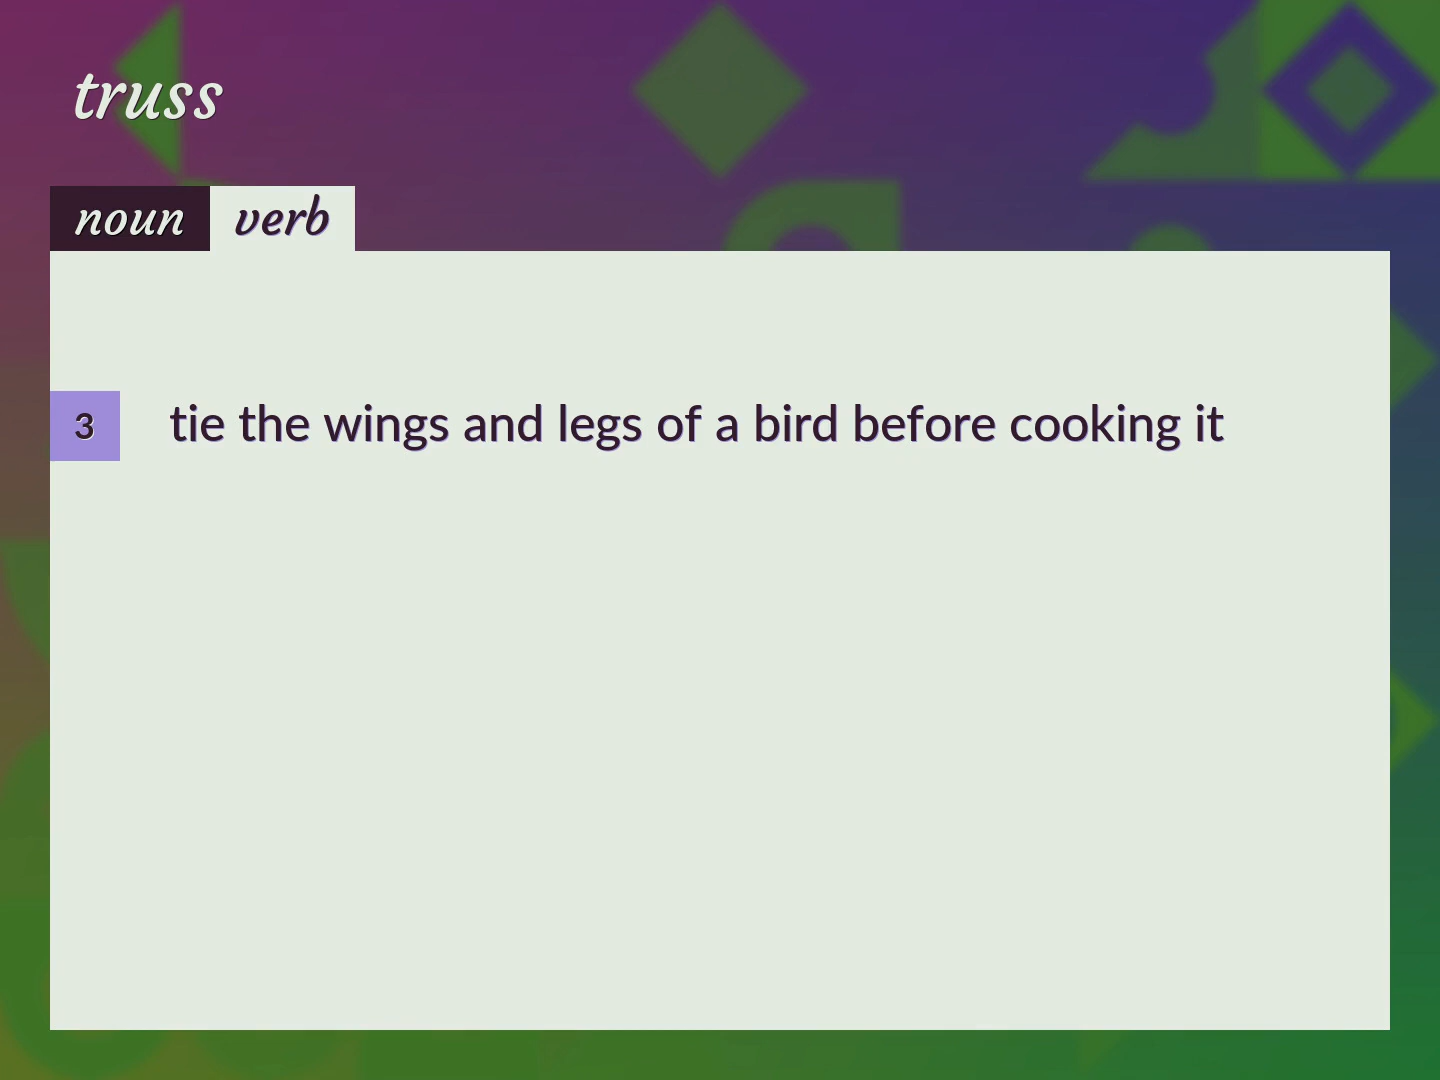 truss
noun verb
3 tie the wings and legs of a bird before cooking it